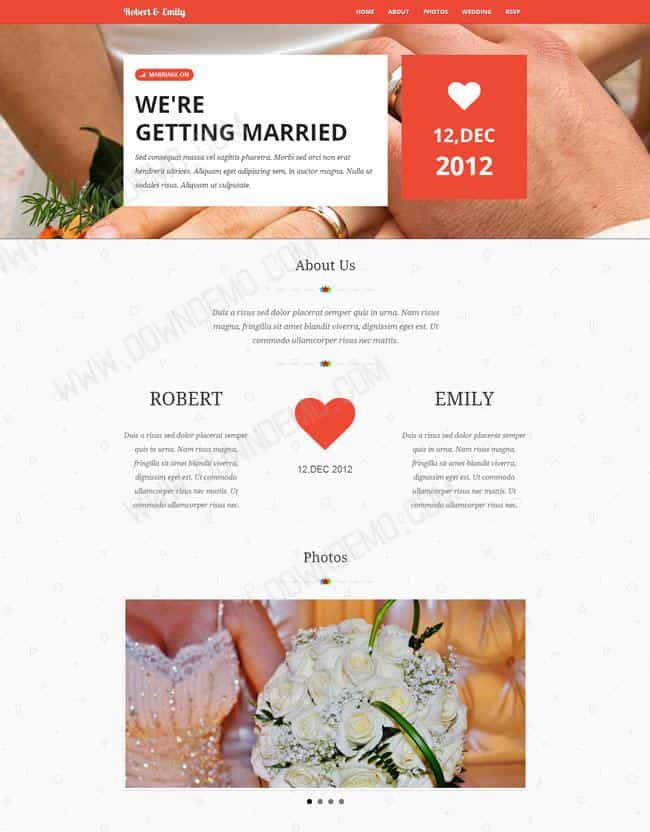 Robert & Emily
HOME ABOUT PHOTOS WEDDING RSVP
MARRIAGE ON
WE'RE
GETTING MARRIED
Sed consequat massa vel sagittis pharetra. Morbi sed orci non erat
hendrerit ultrices. Aliquam eget adipiscing sem, in auctor magna. Nulla ut
sodales risus. Aliquam ut vulputate.
12,DEC
2012
About Us
Duis a risus sed dolor placerat semper quis in urna. Nam risus
magna, fringilla sit amet blandit viverra, dignissim eget est. Ut
commodo ullamcorper risus nec mattis.
ROBERT
Duis a risus sed dolor placerat semper
quis in urna. Nam risus magna,
fringilla sit amet blandit viverra,
dignissim eget est. Ut commodo
ullamcorper risus nec mattis. Ut
commodo ullamcorper risus nec.
12,DEC 2012
EMILY
Duis a risus sed dolor placerat semper
quis in urna. Nam risus magna,
fringilla sit amet blandit viverra,
dignissim eget est. Ut commodo
ullamcorper risus nec mattis. Ut
commodo ullamcorper risus nec.
Photos
WWW.DOWNDEMO.COM
WWW.DOWNDEMO.COM
WWW.DOWNDEMO.COM